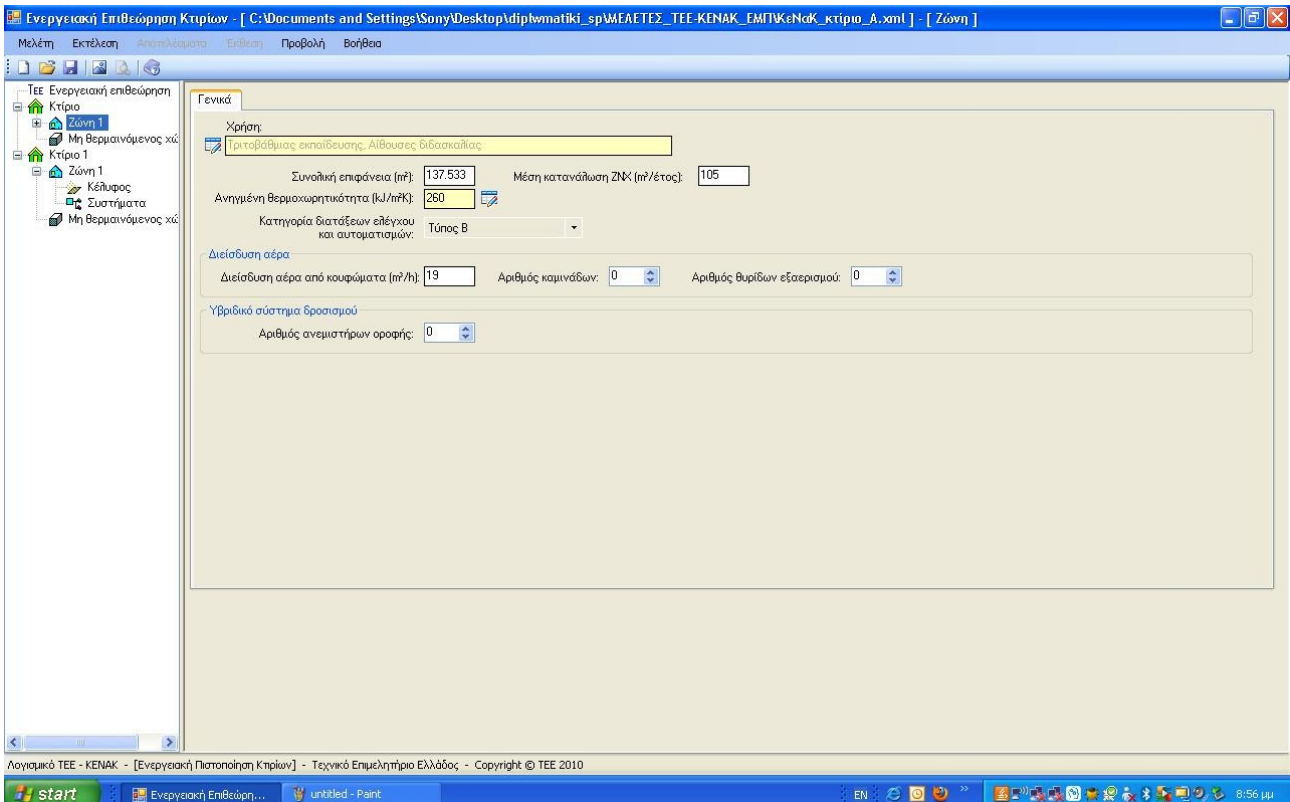 Ενεργειακή Επιθεώρηση Κτιρίων - [ C:\Documents and Settings\Sony\Desktop\diplwmatiki_sp\ΜΕΛΕΤΕΣ_ΤΕΕ-ΚΕΝΑΚ_ΕΜΠ\ΚεΝαΚ_κτίριο_Α.xml ] - [ Ζώνη ]
Μελέτη Εκτέλεση Αποτελέσματα Έκθεση Προβολή Βοήθεια
ΤΕΕ Ενεργειακή επιθεώρηση
Κτίριο
Ζώνη 1
Μη θερμαινόμενος χώ
Κτίριο 1
Ζώνη 1
Κέλυφος
Συστήματα
Μη θερμαινόμενος χώ
Γενικά
Χρήση:
Τριτοβάθμιας εκπαίδευσης, Αίθουσες διδασκαλίας
Συνολική επιφάνεια (m²): 137.533 Μέση κατανάλωση ΖΝΧ (m³/έτος): 105
Ανηγμένη θερμοχωρητικότητα (kJ/m²K): 260
Κατηγορία διατάξεων ελέγχου
και αυτοματισμών: Τύπος Β
Διείσδυση αέρα
Διείσδυση αέρα από κουφώματα (m³/h): 19 Αριθμός καμινάδων: 0 Αριθμός θυρίδων εξαερισμού: 0
Υβριδικό σύστημα δροσισμού
Αριθμός ανεμιστήρων οροφής: 0
Λογισμικό ΤΕΕ - ΚΕΝΑΚ - [Ενεργειακή Πιστοποίηση Κτιρίων] - Τεχνικό Επιμελητήριο Ελλάδος - Copyright © ΤΕΕ 2010
start Ενεργειακή Επιθεώρη... untitled - Paint EN 8:56 μμ